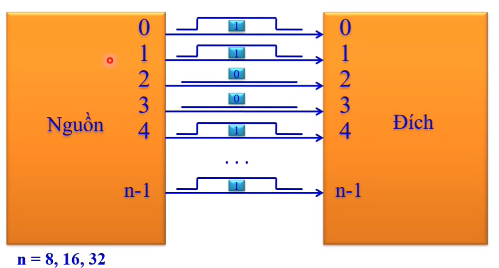 0 1 0
1 1 1
2 0 2
3 0 3
Nguồn 4 1 4 Đích
...
n-1 1 n-1
n = 8, 16, 32